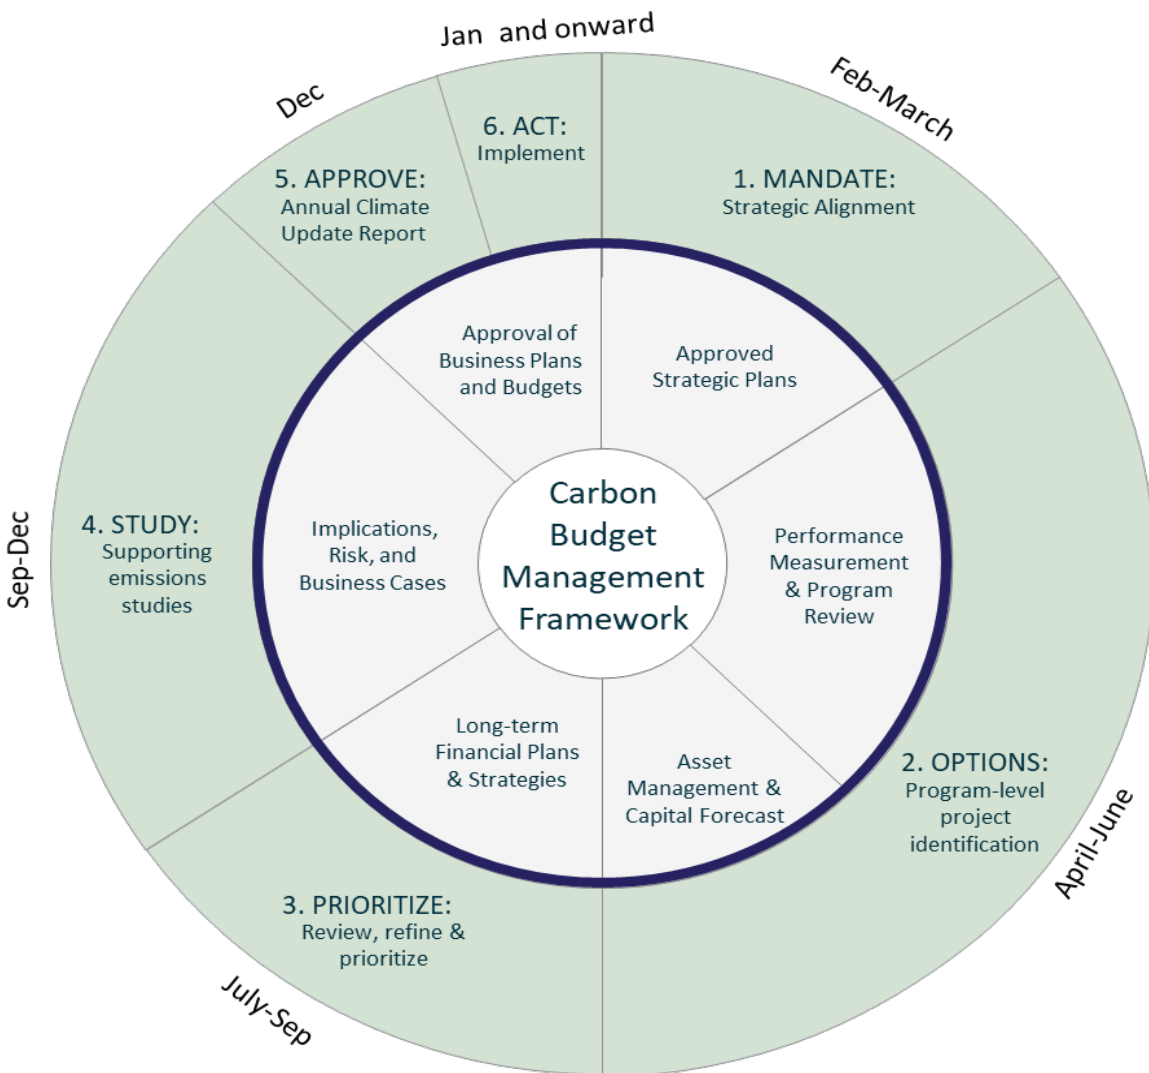 Jan and onward
Feb-March
Dec
6. ACT:
Implement
1. MANDATE:
Strategic Alignment
5. APPROVE:
Annual Climate
Update Report
Approval of
Business Plans
and Budgets
Approved
Strategic Plans
Carbon
Budget
Management
Framework
Sep-Dec
4. STUDY:
Supporting
emissions
studies
Implications,
Risk, and
Business Cases
Performance
Measurement
& Program
Review
Long-term
Financial Plans
& Strategies
Asset
Management &
Capital Forecast
2. OPTIONS:
Program-level
project
identification
April-June
3. PRIORITIZE:
Review, refine &
prioritize
July-Sep